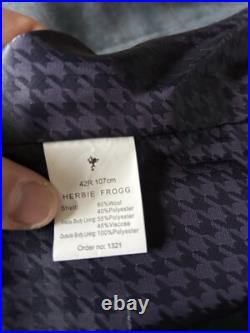 42R 107cm
HERBIE FROGG
Shell: 60%Wool
40%Polyester
Inside Body Lining: 55%Polyester
45%Viscose
Outside Body Lining: 100%Polyester
Order no: 1321